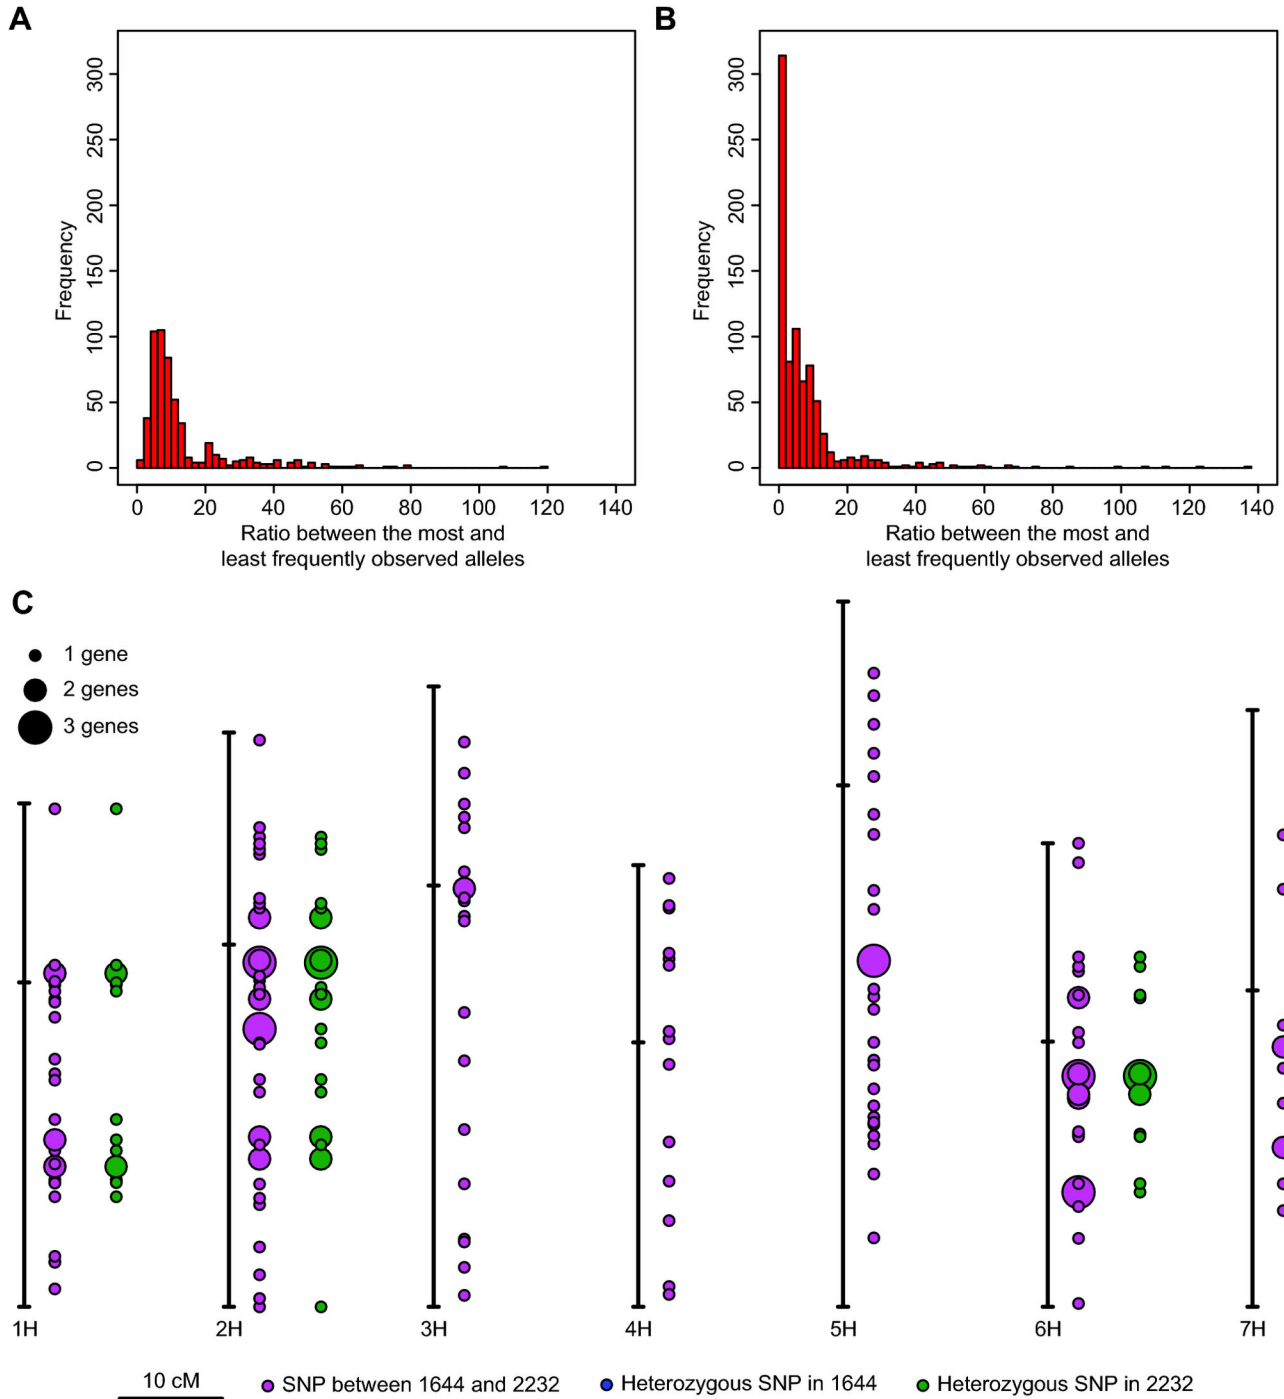 A
B
300
250
200
150
100
50
0
Frequency
0 20 40 60 80 100 120 140
Ratio between the most and
least frequently observed alleles
300
250
200
150
100
50
0
Frequency
0 20 40 60 80 100 120 140
Ratio between the most and
least frequently observed alleles
C
1 gene
2 genes
3 genes
1H 2H 3H 4H 5H 6H 7H
10 cM
SNP between 1644 and 2232
Heterozygous SNP in 1644
Heterozygous SNP in 2232